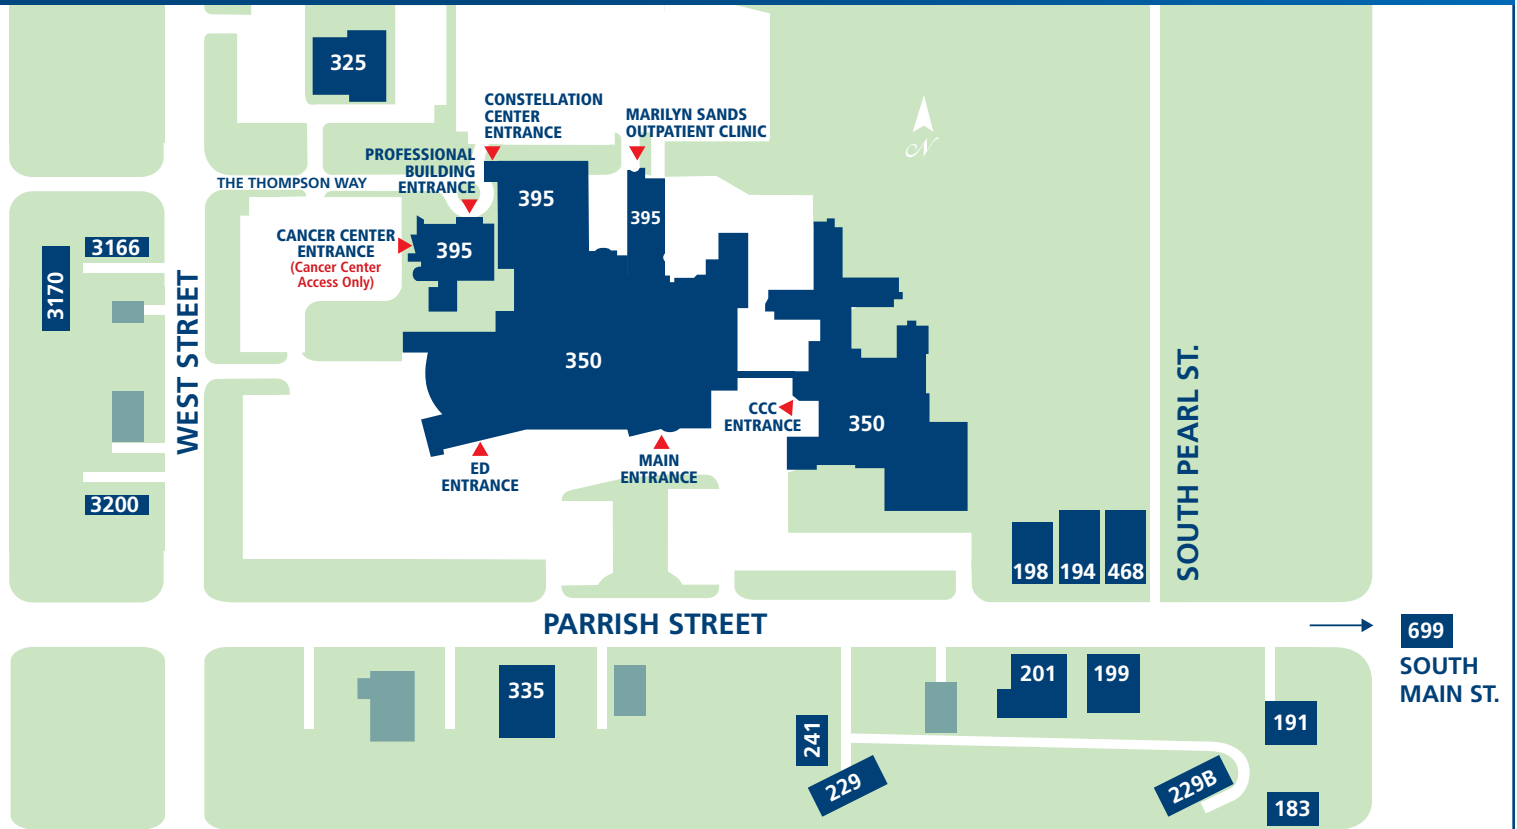 325
CONSTELLATION
CENTER
ENTRANCE
MARILYN SANDS
OUTPATIENT CLINIC
N
PROFESSIONAL
BUILDING
ENTRANCE
THE THOMPSON WAY
395
395
CANCER CENTER
ENTRANCE
(Cancer Center
Access Only)
395
3166
3170
WEST STREET
350
CCC
ENTRANCE
350
SOUTH PEARL ST.
ED
ENTRANCE
MAIN
ENTRANCE
3200
198
194
468
PARRISH STREET
699
SOUTH
MAIN ST.
335
201
199
191
241
229
229B
183